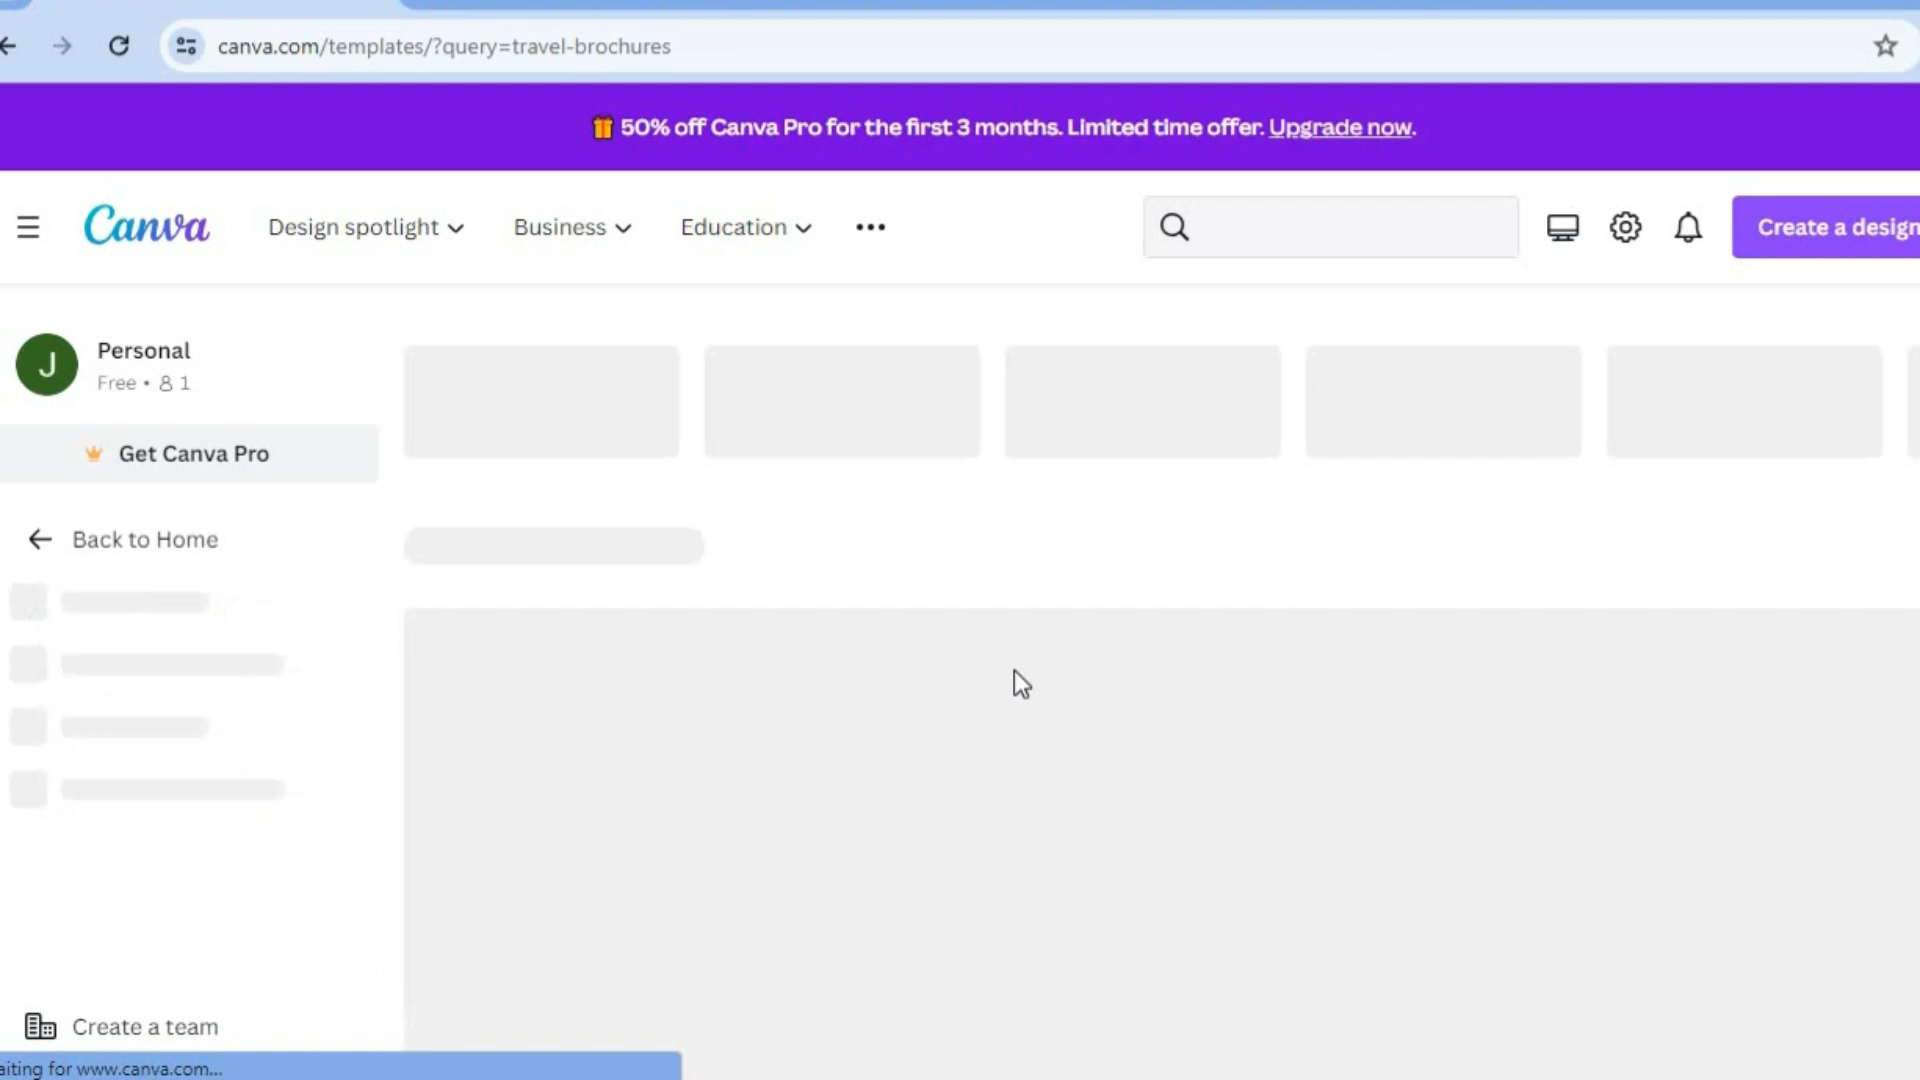 canva.com/templates/?query=travel-brochures
50% off Canva Pro for the first 3 months. Limited time offer. Upgrade now.
Canva
Design spotlight
Business
Education
Create a design
J
Personal
Free • 1
Get Canva Pro
Back to Home
Create a team
aiting for www.canva.com...